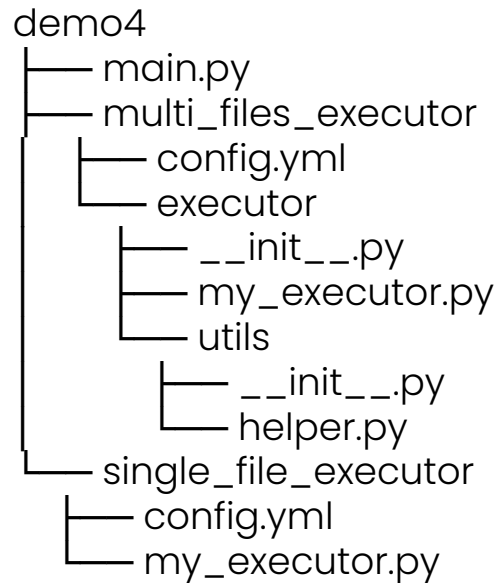 demo4
main.py
multi_files_executor
config.yml
executor
__init__.py
my_executor.py
utils
__init__.py
helper.py
single_file_executor
config.yml
my_executor.py